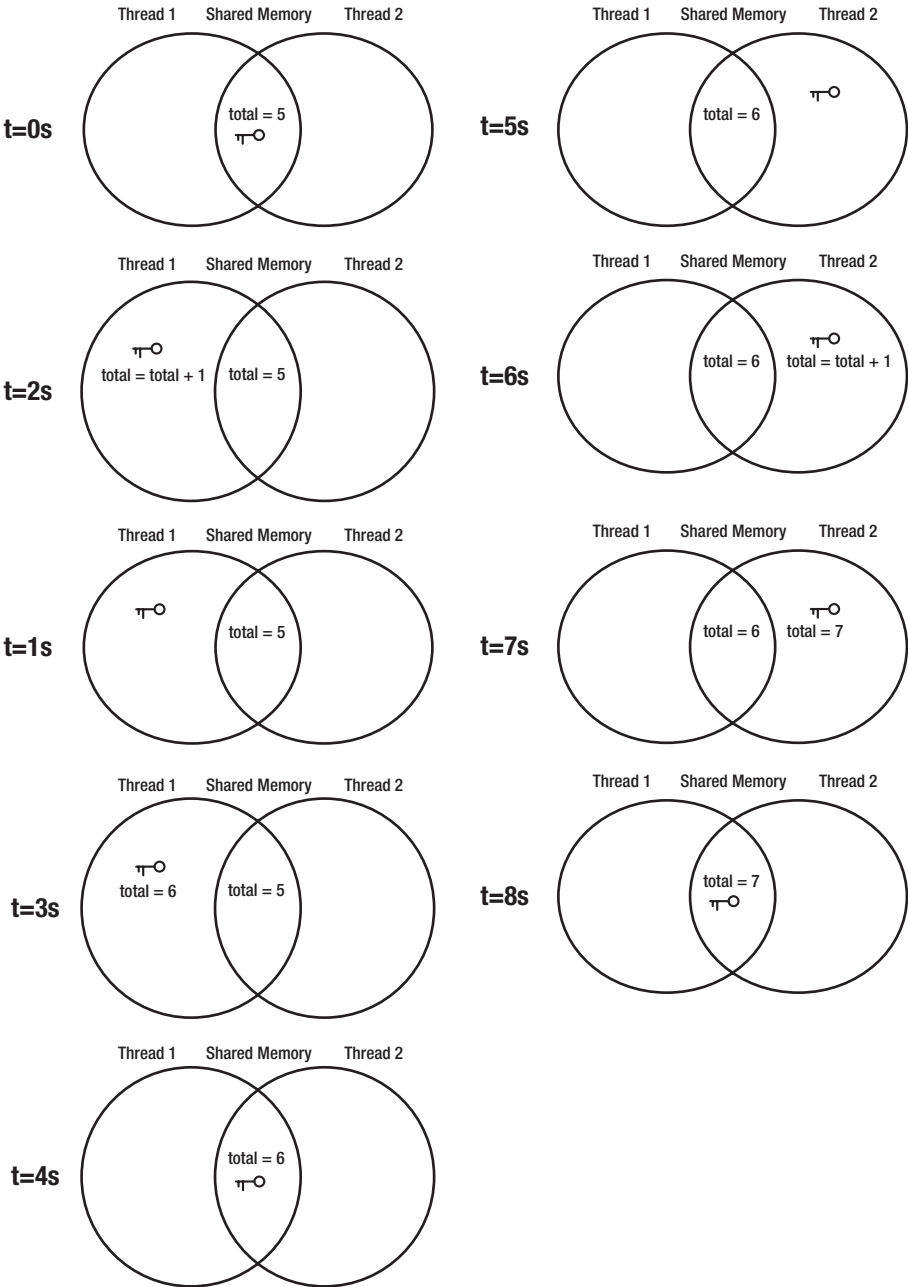 Thread 1 Shared Memory Thread 2
total = 5
t=0s
Thread 1 Shared Memory Thread 2
total = total + 1 total = 5
t=2s
Thread 1 Shared Memory Thread 2
total = 5
t=1s
Thread 1 Shared Memory Thread 2
total = 6 total = 5
t=3s
Thread 1 Shared Memory Thread 2
total = 6
t=4s
Thread 1 Shared Memory Thread 2
total = 6
t=5s
Thread 1 Shared Memory Thread 2
total = 6 total = total + 1
t=6s
Thread 1 Shared Memory Thread 2
total = 6 total = 7
t=7s
Thread 1 Shared Memory Thread 2
total = 7
t=8s